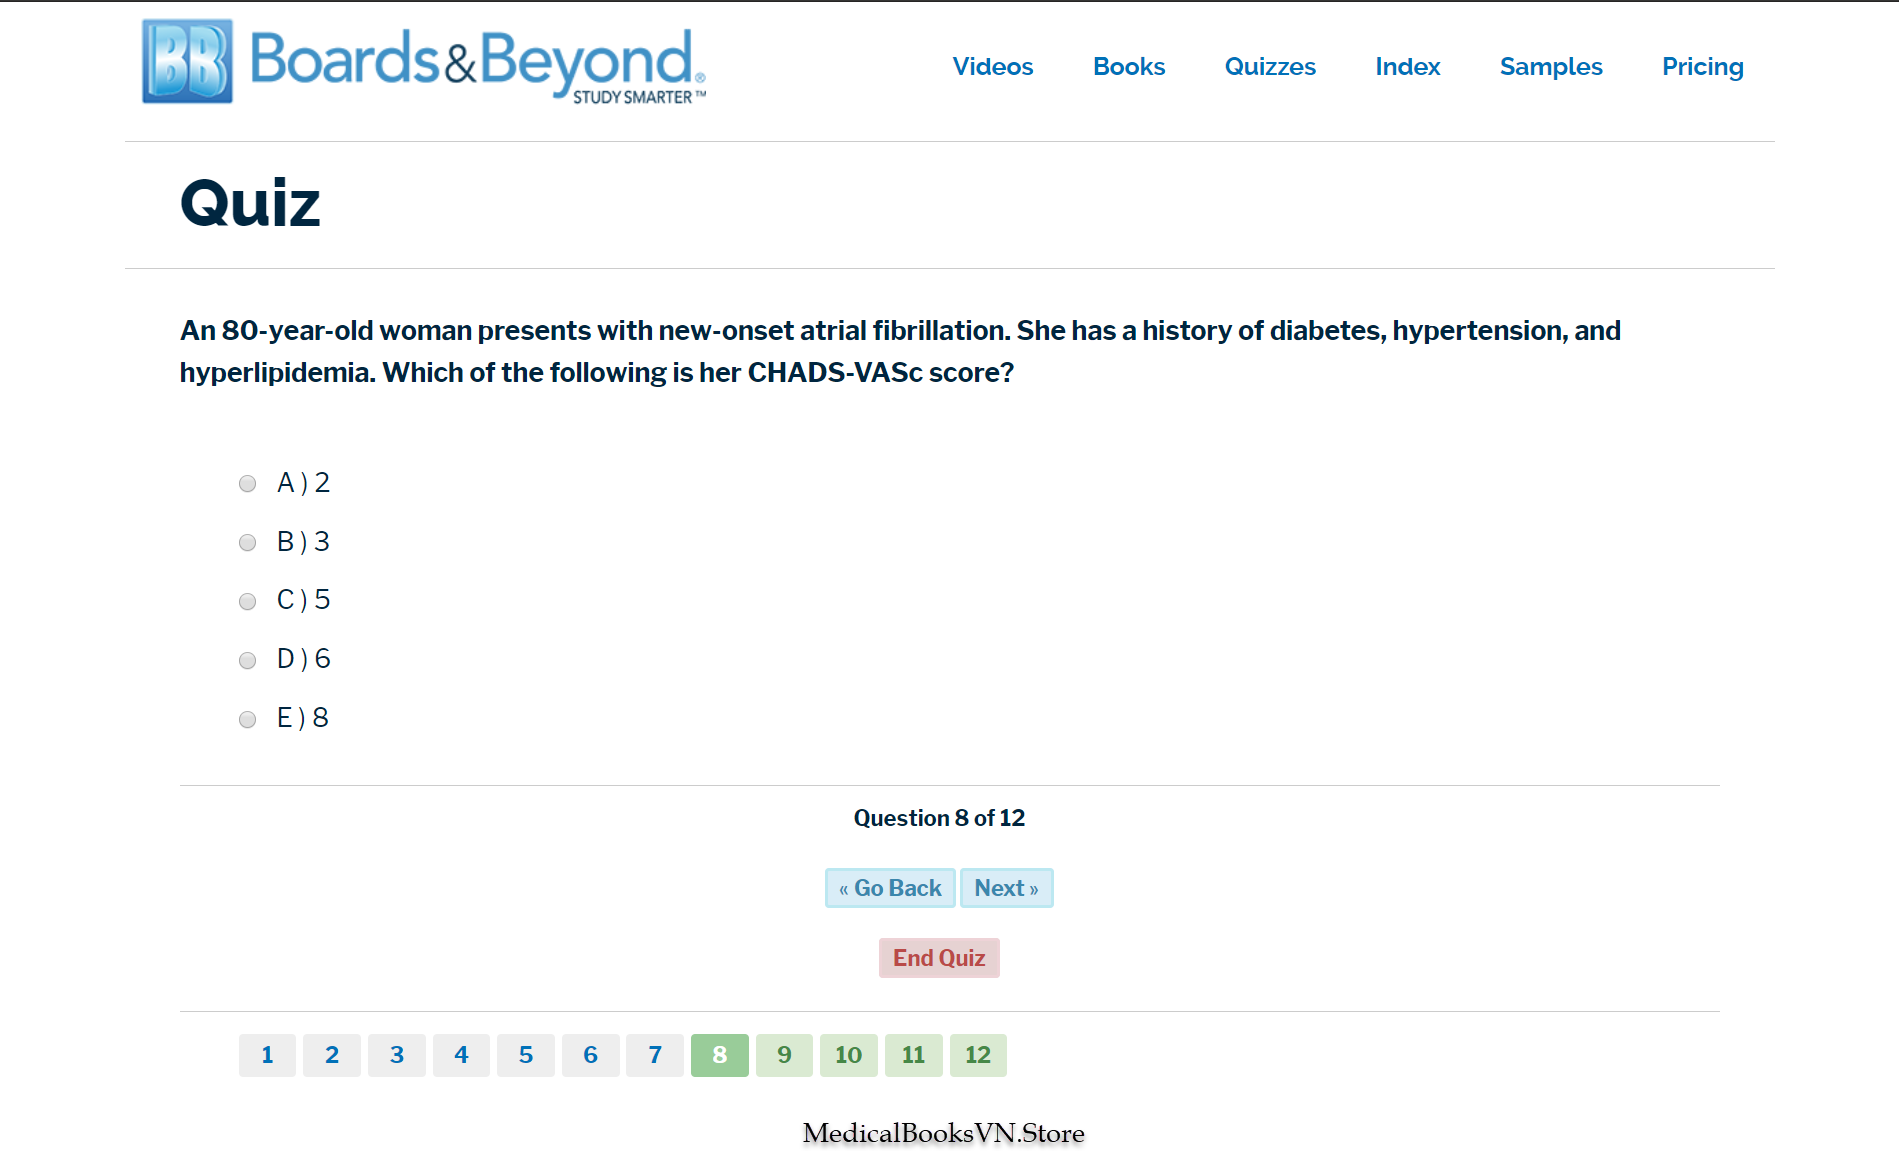 BB Boards&Beyond®
STUDY SMARTER™
Videos Books Quizzes Index Samples Pricing
Quiz
An 80-year-old woman presents with new-onset atrial fibrillation. She has a history of diabetes, hypertension, and
hyperlipidemia. Which of the following is her CHADS-VASc score?
A ) 2
B ) 3
C ) 5
D ) 6
E ) 8
Question 8 of 12
« Go Back Next »
End Quiz
1 2 3 4 5 6 7 8 9 10 11 12
MedicalBooksVN.Store